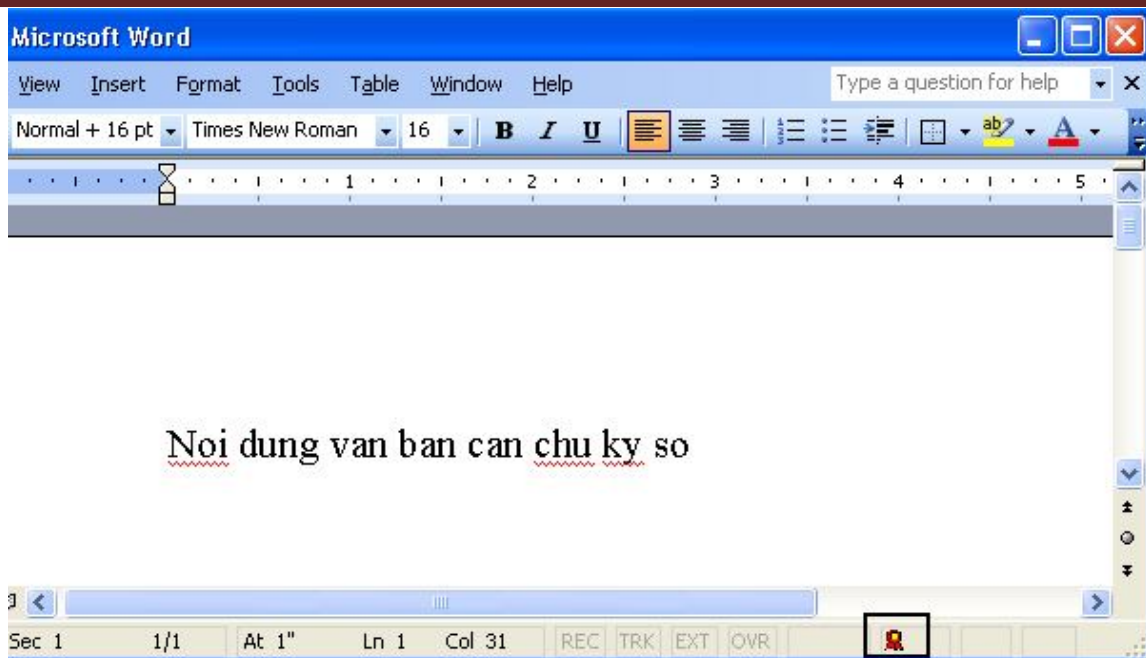 Microsoft Word
View Insert Format Tools Table Window Help Type a question for help
Normal + 16 pt Times New Roman 16 B I U ab A
1 2 3 4 5
Noi dung van ban can chu ky so
Sec 1 1/1 At 1" Ln 1 Col 31 REC TRK EXT OVR